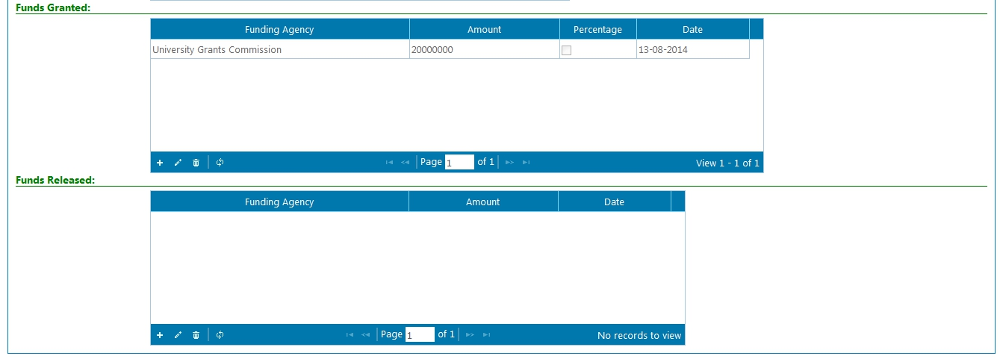 Funds Granted:
Funding Agency Amount Percentage Date
University Grants Commission 20000000 13-08-2014
Page 1 of 1 View 1 - 1 of 1
Funds Released:
Funding Agency Amount Date
Page 1 of 1 No records to view